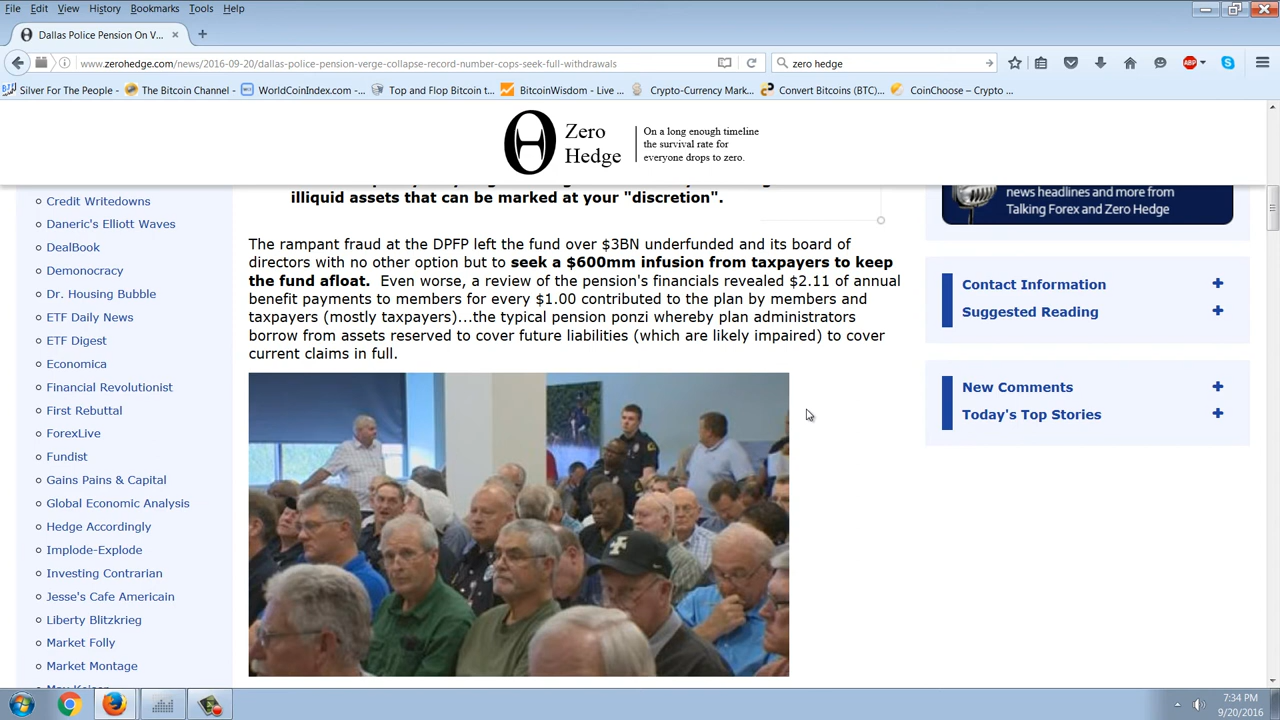 File Edit View History Bookmarks Tools Help
Dallas Police Pension On V...
www.zerohedge.com/news/2016-09-20/dallas-police-pension-verge-collapse-record-number-cops-seek-full-withdrawals
zero hedge
ABP
Silver For The People - ...
The Bitcoin Channel - ...
WorldCoinIndex.com - ...
Top and Flop Bitcoin t...
BitcoinWisdom - Live ...
Crypto-Currency Mark...
Convert Bitcoins (BTC)...
CoinChoose – Crypto ...
Zero
Hedge
On a long enough timeline
the survival rate for
everyone drops to zero.
Credit Writedowns
Daneric's Elliott Waves
DealBook
Demonocracy
Dr. Housing Bubble
ETF Daily News
ETF Digest
Economica
Financial Revolutionist
First Rebuttal
ForexLive
Fundist
Gains Pains & Capital
Global Economic Analysis
Hedge Accordingly
Implode-Explode
Investing Contrarian
Jesse's Cafe Americain
Liberty Blitzkrieg
Market Folly
Market Montage
illiquid assets that can be marked at your "discretion".
The rampant fraud at the DPFP left the fund over $3BN underfunded and its board of
directors with no other option but to seek a $600mm infusion from taxpayers to keep
the fund afloat. Even worse, a review of the pension's financials revealed $2.11 of annual
benefit payments to members for every $1.00 contributed to the plan by members and
taxpayers (mostly taxpayers)...the typical pension ponzi whereby plan administrators
borrow from assets reserved to cover future liabilities (which are likely impaired) to cover
current claims in full.
news headlines and more from
Talking Forex and Zero Hedge
Contact Information
Suggested Reading
New Comments
Today's Top Stories
7:34 PM
9/20/2016